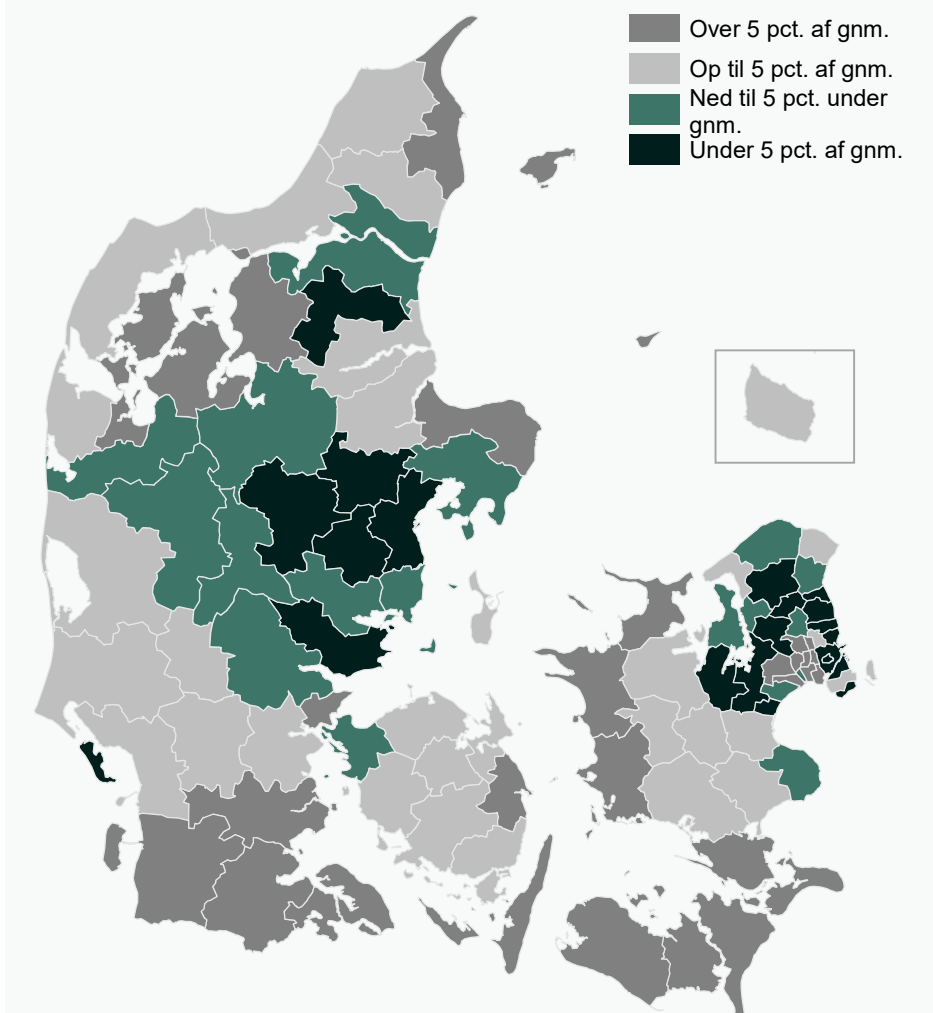 Over 5 pct. af gnm.
Op til 5 pct. af gnm.
Ned til 5 pct. under
gnm.
Under 5 pct. af gnm.